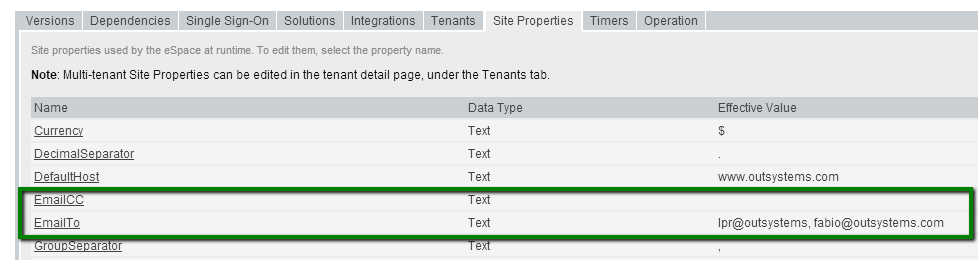 Versions Dependencies Single Sign-On Solutions Integrations Tenants Site Properties Timers Operation
Site properties used by the eSpace at runtime. To edit them, select the property name.
Note: Multi-tenant Site Properties can be edited in the tenant detail page, under the Tenants tab.
Name Data Type Effective Value
Currency Text $
DecimalSeparator Text .
DefaultHost Text www.outsystems.com
EmailCC Text
EmailTo Text lpr@outsystems, fabio@outsystems.com
GroupSeparator Text ,